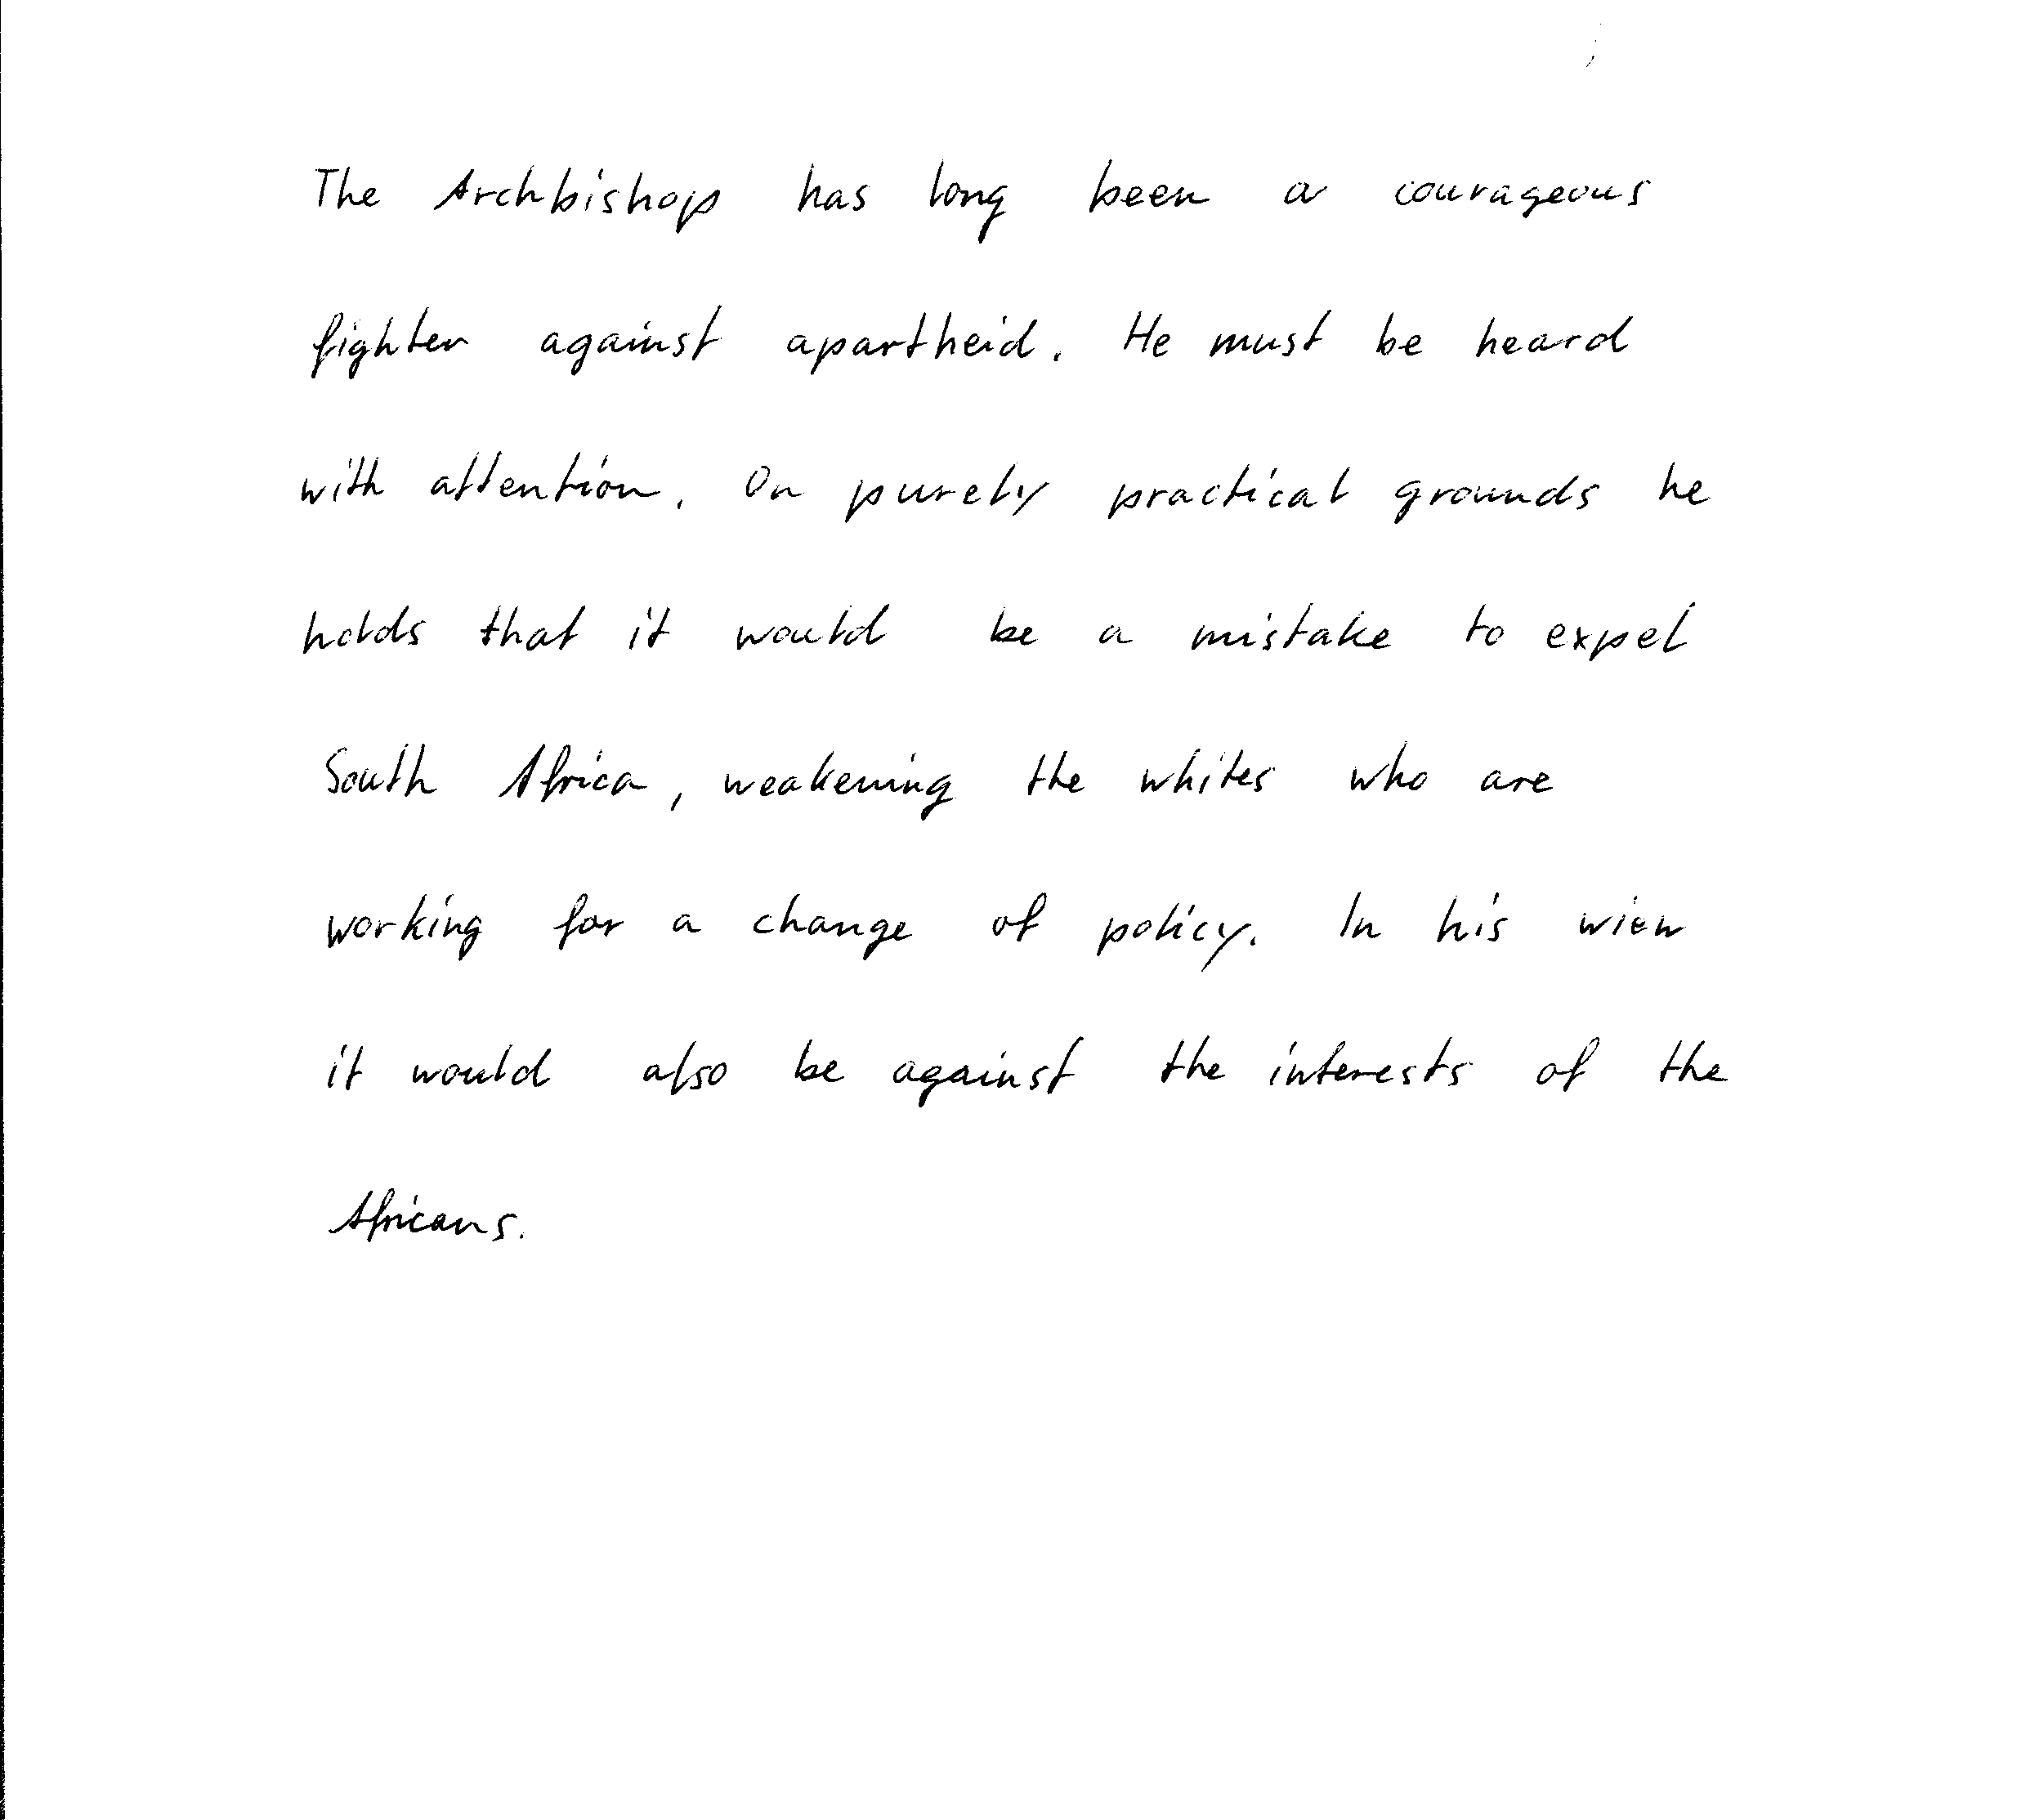 The Archbishop has long been a courageous
fighter against apartheid. He must be heard
with attention. On purely practical grounds he
holds that it would be a mistake to expel
South Africa, weakening the whites who are
working for a change of policy. In his wiew
it would also be against the interests of the
Africans.